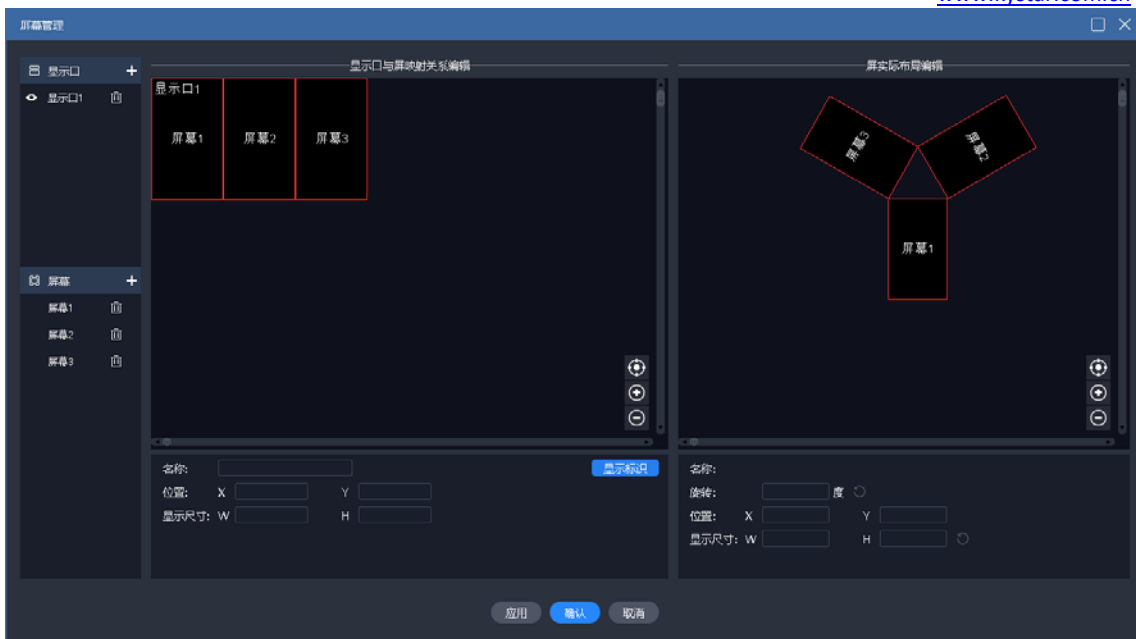 屏幕管理
显示口
显示口1
屏幕
屏幕1
屏幕2
屏幕3
显示口与屏映射关系编辑
显示口1
屏幕1 屏幕2 屏幕3
名称: 显示标识
位置: X Y
显示尺寸: W H
屏实际布局编辑
屏幕3 屏幕2
屏幕1
名称:
旋转: 度
位置: X Y
显示尺寸: W H
应用 确认 取消